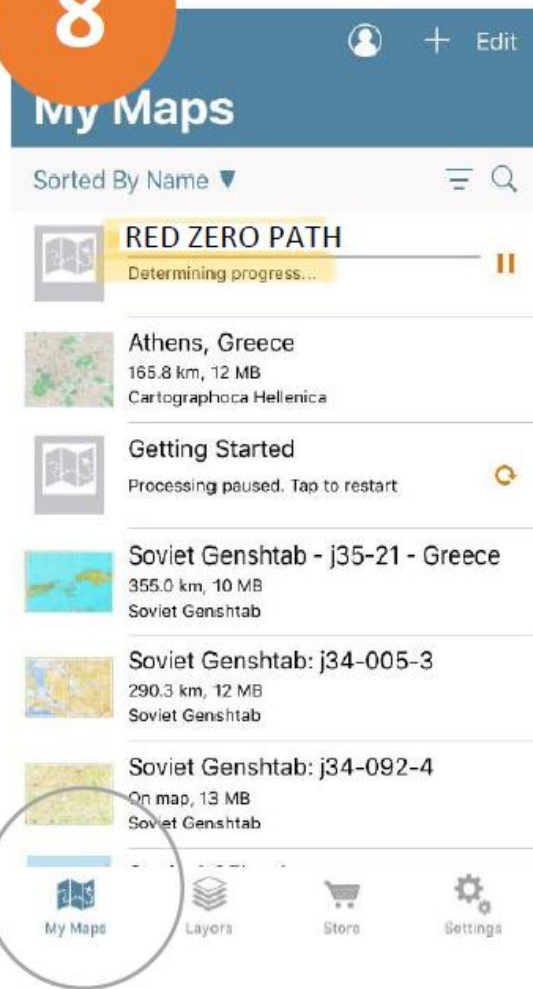 8
Edit
My Maps
Sorted By Name ▼
RED ZERO PATH
Determining progress...
Athens, Greece
165.8 km, 12 MB
Cartographoca Hellenica
Getting Started
Processing paused. Tap to restart
Soviet Genshtab - j35-21 - Greece
355.0 km, 10 MB
Soviet Genshtab
Soviet Genshtab: j34-005-3
290.3 km, 12 MB
Soviet Genshtab
Soviet Genshtab: j34-092-4
On map, 13 MB
Soviet Genshtab
My Maps
Layors
Store
Settings